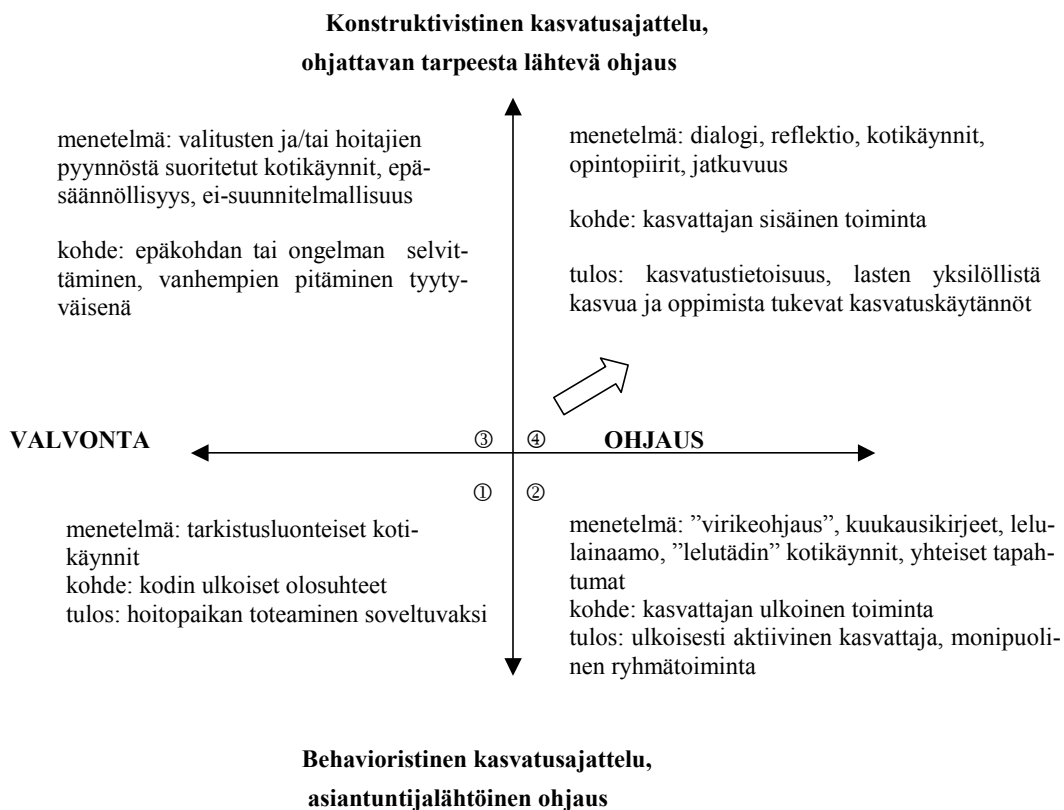 Konstruktivistinen kasvatusajattelu,
ohjattavan tarpeesta lähtevä ohjaus
menetelmä: valitusten ja/tai hoitajien
pyynnöstä suoritetut kotikäynnit, epä-
säännöllisyys, ei-suunnitelmallisuus
kohde: epäkohdan tai ongelman selvit-
täminen, vanhempien pitäminen tyyty-
väisenä
menetelmä: dialogi, reflektio, kotikäynnit,
opintopiirit, jatkuvuus
kohde: kasvattajan sisäinen toiminta
tulos: kasvatustietoisuus, lasten yksilöllistä
kasvua ja oppimista tukevat kasvatuskäytännöt
VALVONTA
③ ④
OHJAUS
① ②
menetelmä: tarkistusluonteiset koti-
käynnit
kohde: kodin ulkoiset olosuhteet
tulos: hoitopaikan toteaminen soveltuvaksi
menetelmä: ”virikeohjaus”, kuukausikirjeet, lelu-
lainaamo, ”lelutädin” kotikäynnit, yhteiset tapah-
tumat
kohde: kasvattajan ulkoinen toiminta
tulos: ulkoisesti aktiivinen kasvattaja, monipuoli-
nen ryhmätoiminta
Behavioristinen kasvatusajattelu,
asiantuntijalähtöinen ohjaus